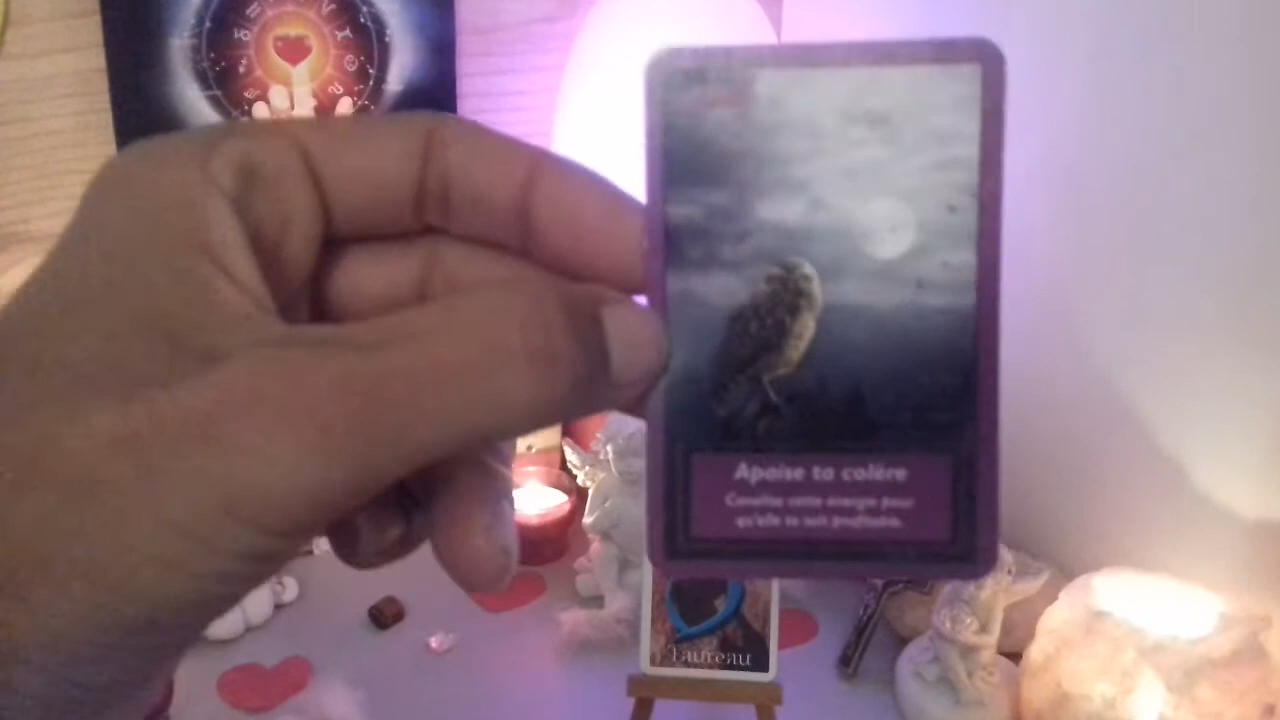 Apaise ta colère
Canalise cette énergie pour
qu'elle te soit profitable.
Taureau